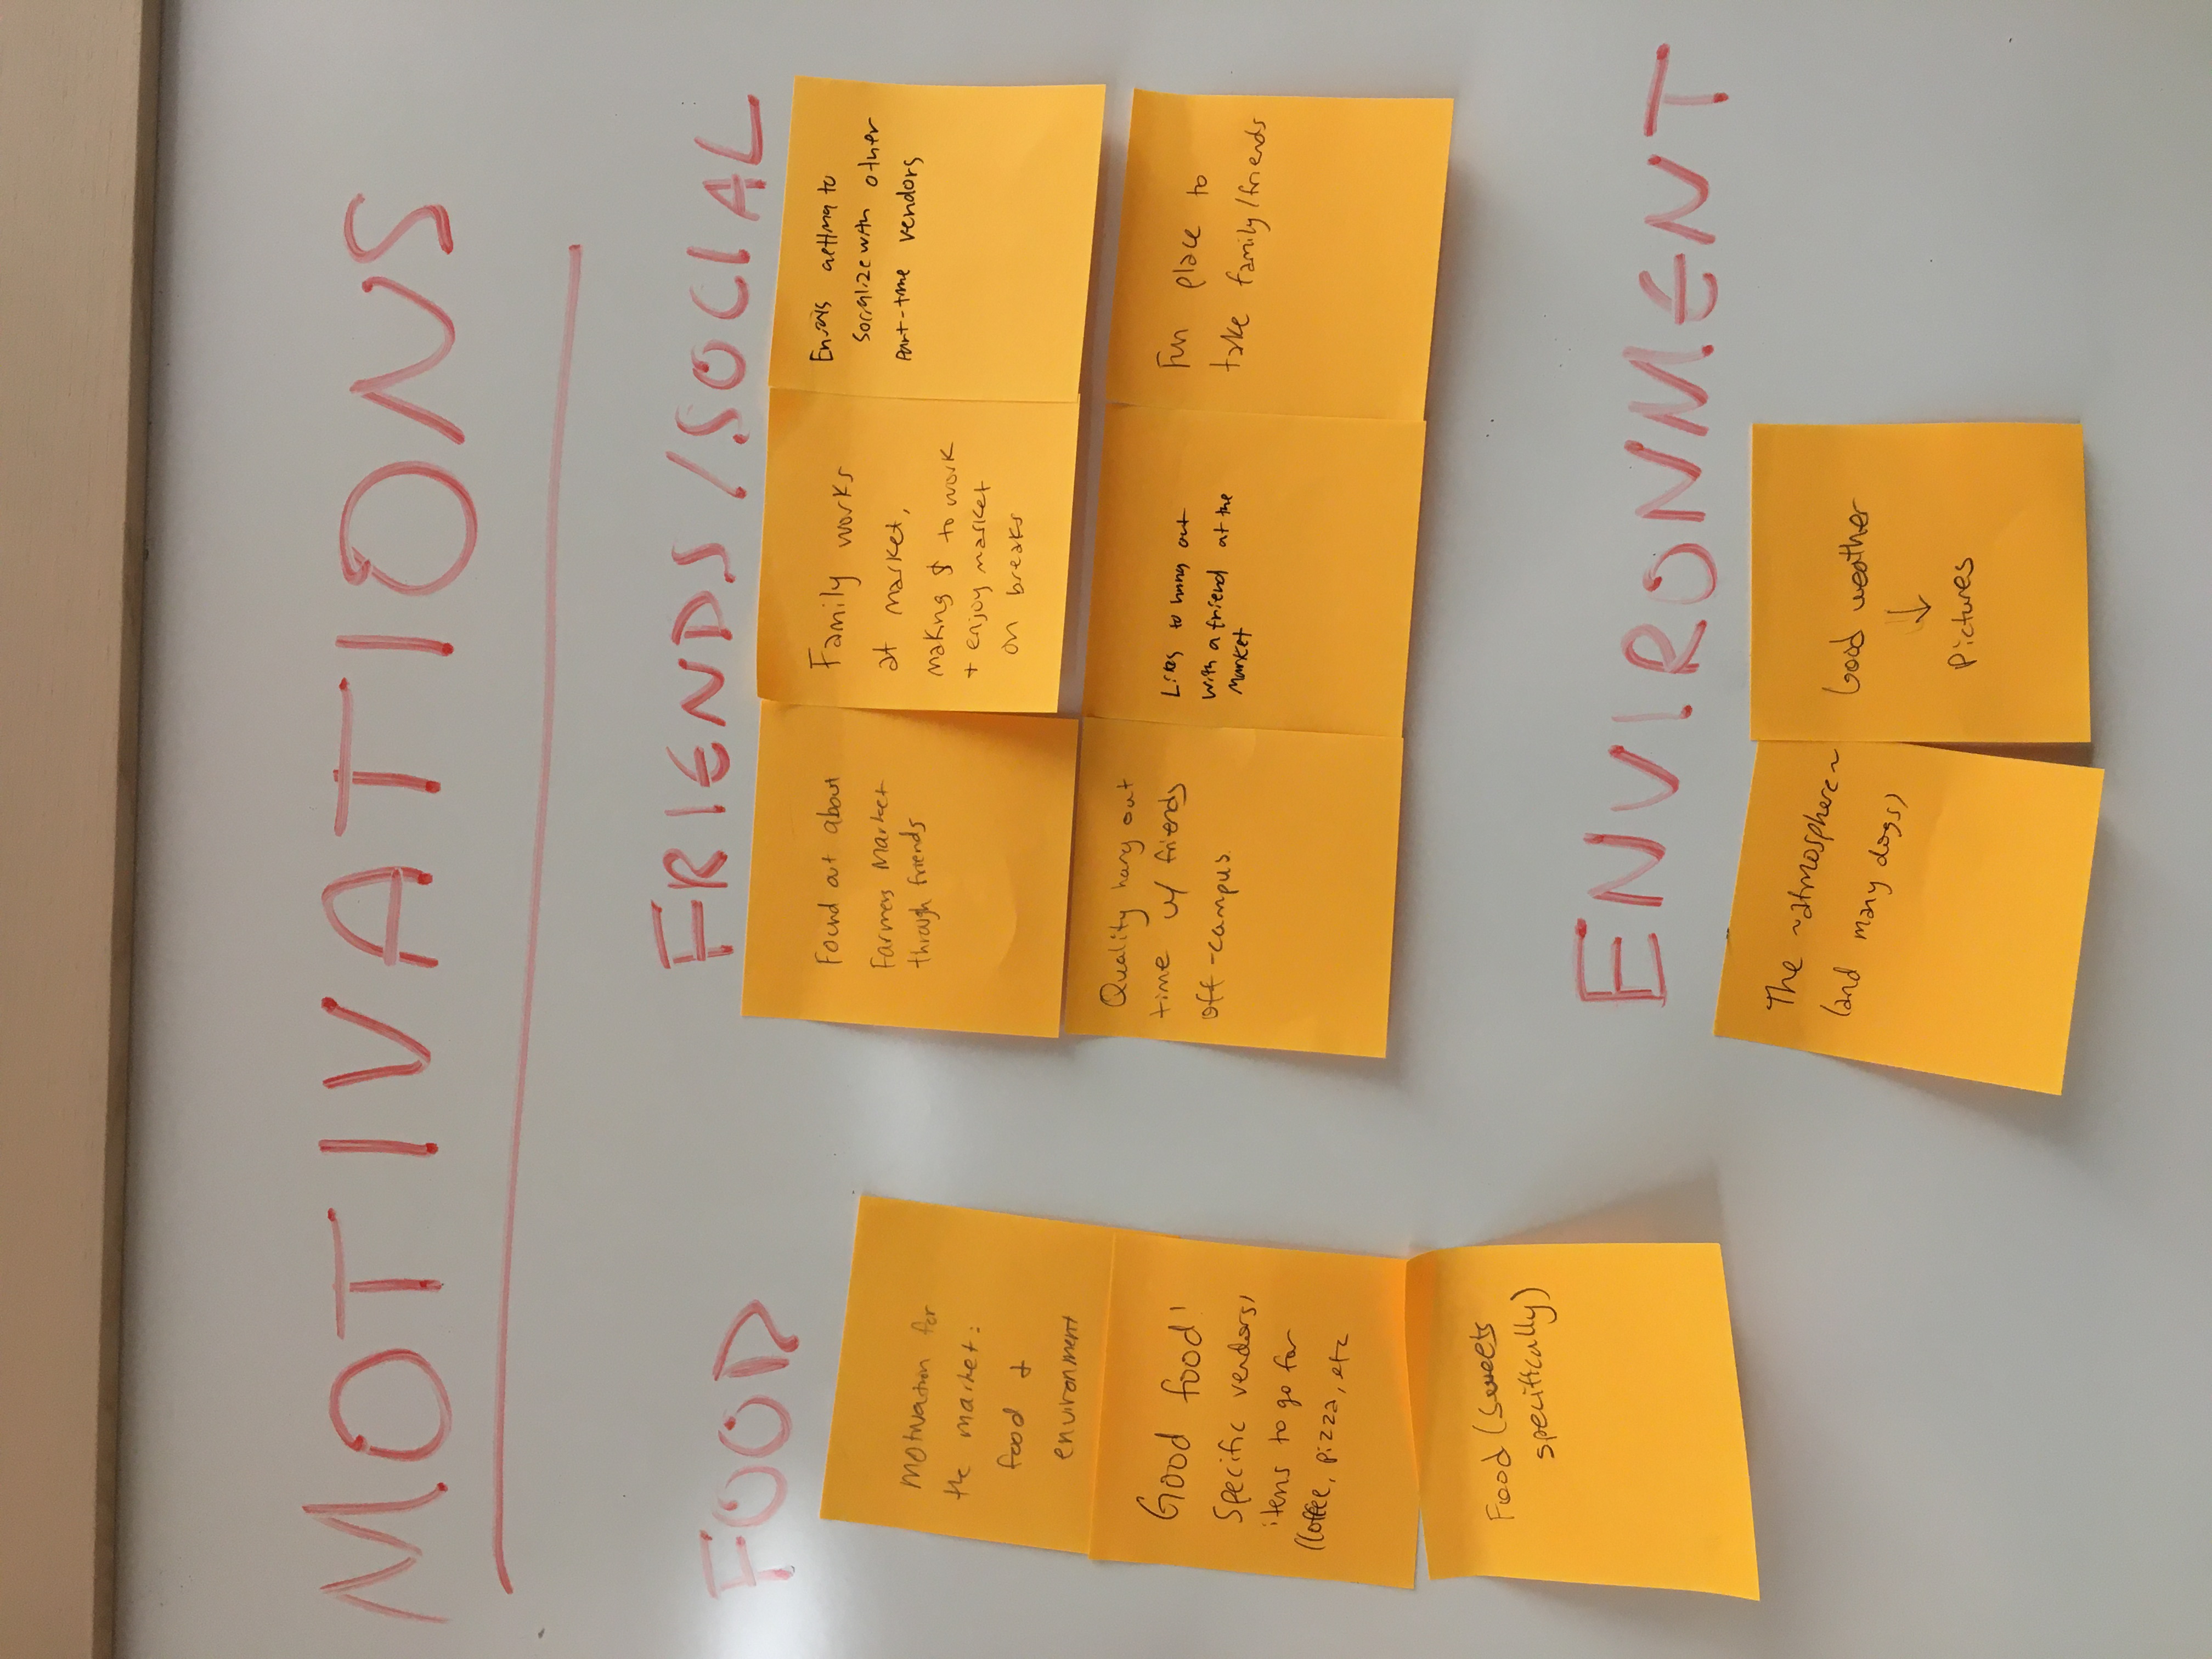 MOTIVATIONS
FOOD
Motivation for
the market:
food +
environment
Good food!
Specific vendors/
items to go for
(Coffee, pizza, etc
Food (sweets
specifically)
FRIENDS/SOCIAL
Found out about
Farmers Market
through friends
Family works
at market,
making $ to work
+ enjoy market
on breaks
Enjoys getting to
socialize with other
part-time vendors
Quality hang out
time w/ friends
off-campus.
Likes to hang out
with a friend at the
market
Fun place to
take family/friends
ENVIRONMENT
The ~atmosphere~
(and many dogs)
Good weather
↓
Pictures